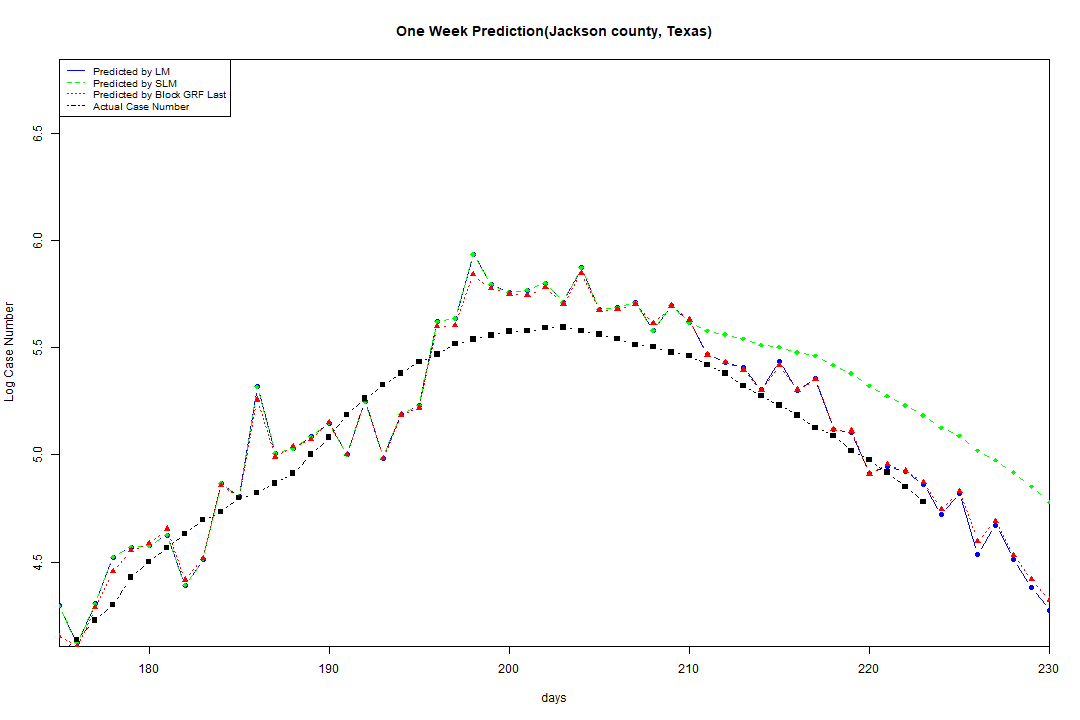 One Week Prediction(Jackson county, Texas)
Predicted by LM
Predicted by SLM
Predicted by Block GRF Last
Actual Case Number
6.5
6.0
5.5
5.0
4.5
Log Case Number
180 190 200 210 220 230
days